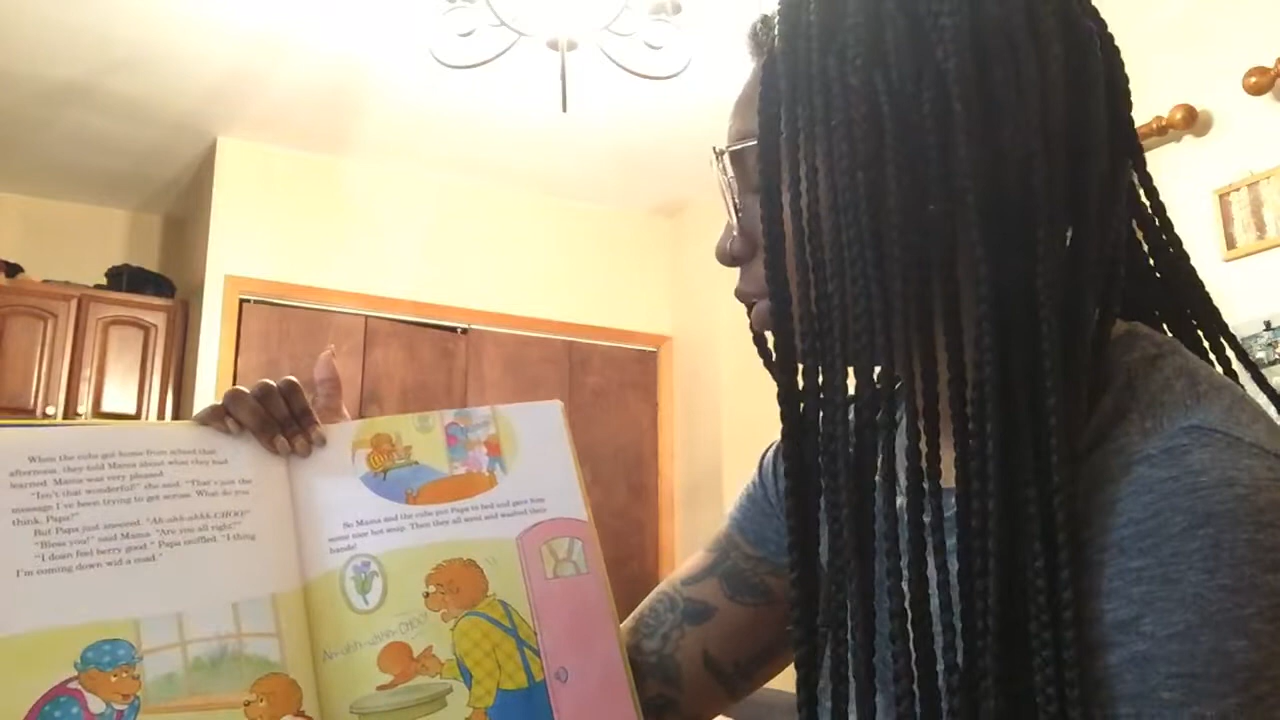 When the cubs got home from school that
afternoon, they told Mama about what they had
learned. Mama was very pleased.
"Isn't that wonderful!" she said. "That's just the
message I've been trying to get across. What do you
think, Papa?"
But Papa just sneezed. "Ah-ahh-ahhh-CHOO!"
"Bless you!" said Mama. "Are you all right?"
"I doan feel berry good," Papa sniffled. "I thing
I'm coming down wid a code."
So Mama and the cubs put Papa to bed and gave him
some nice hot soup. Then they all went and washed their
hands!
Ah-ahh-ahhh-CHOO!